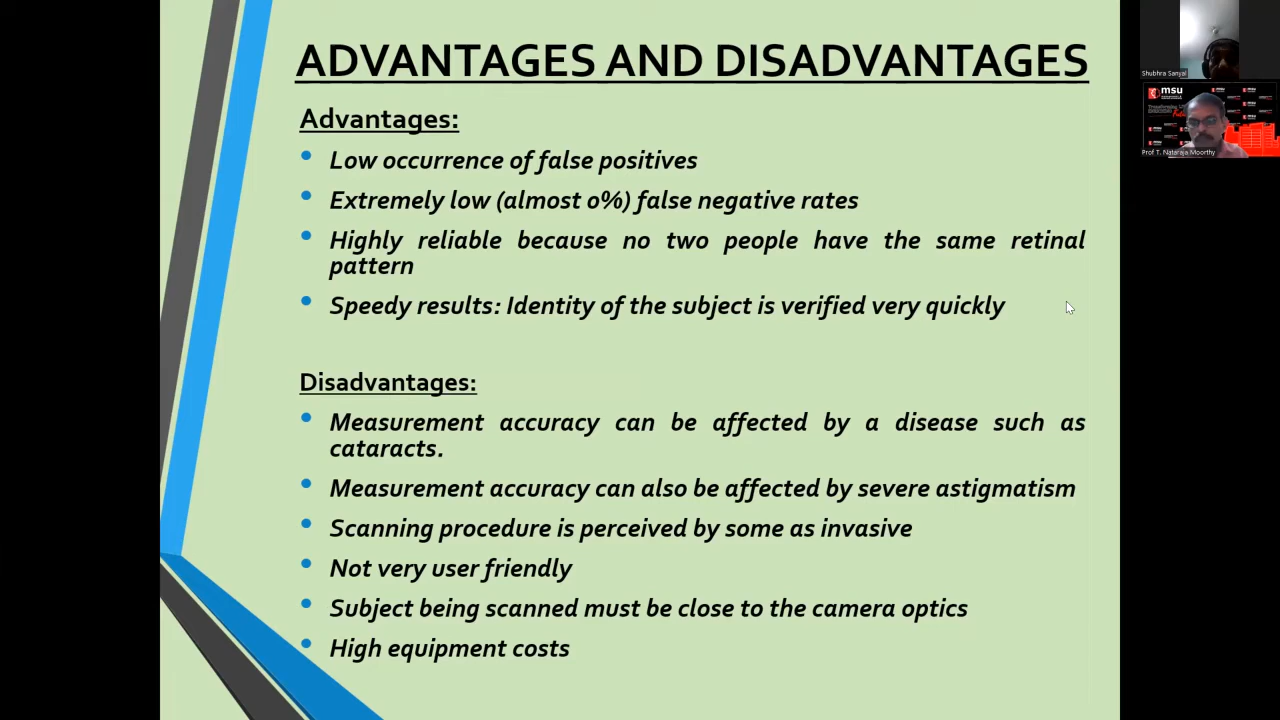 ADVANTAGES AND DISADVANTAGES
Advantages:
• Low occurrence of false positives
• Extremely low (almost 0%) false negative rates
• Highly reliable because no two people have the same retinal
pattern
• Speedy results: Identity of the subject is verified very quickly
Disadvantages:
• Measurement accuracy can be affected by a disease such as
cataracts.
• Measurement accuracy can also be affected by severe astigmatism
• Scanning procedure is perceived by some as invasive
• Not very user friendly
• Subject being scanned must be close to the camera optics
• High equipment costs
Shubhra Sanyal
msu
Prof T. Nataraja Moorthy